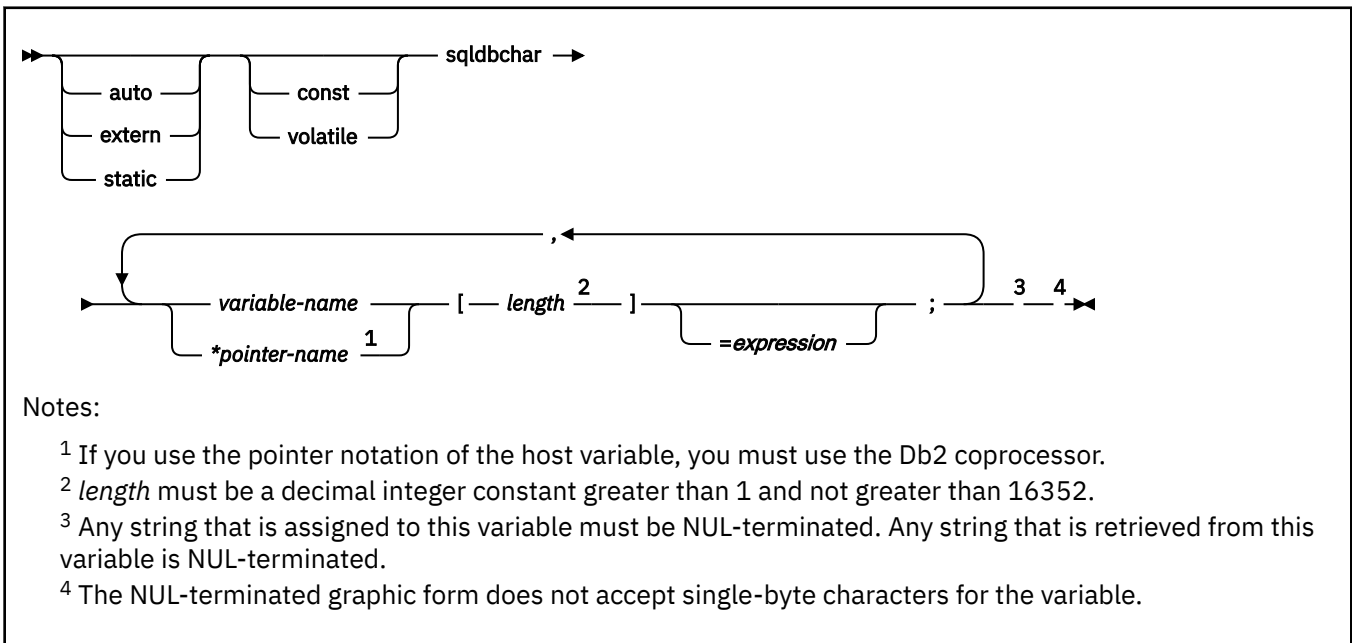 auto const sqldbchar
extern volatile
static
,
variable-name [ length 2 ] ; 3 4
*pointer-name 1 =expression
Notes:
1 If you use the pointer notation of the host variable, you must use the Db2 coprocessor.
2 length must be a decimal integer constant greater than 1 and not greater than 16352.
3 Any string that is assigned to this variable must be NUL-terminated. Any string that is retrieved from this
variable is NUL-terminated.
4 The NUL-terminated graphic form does not accept single-byte characters for the variable.